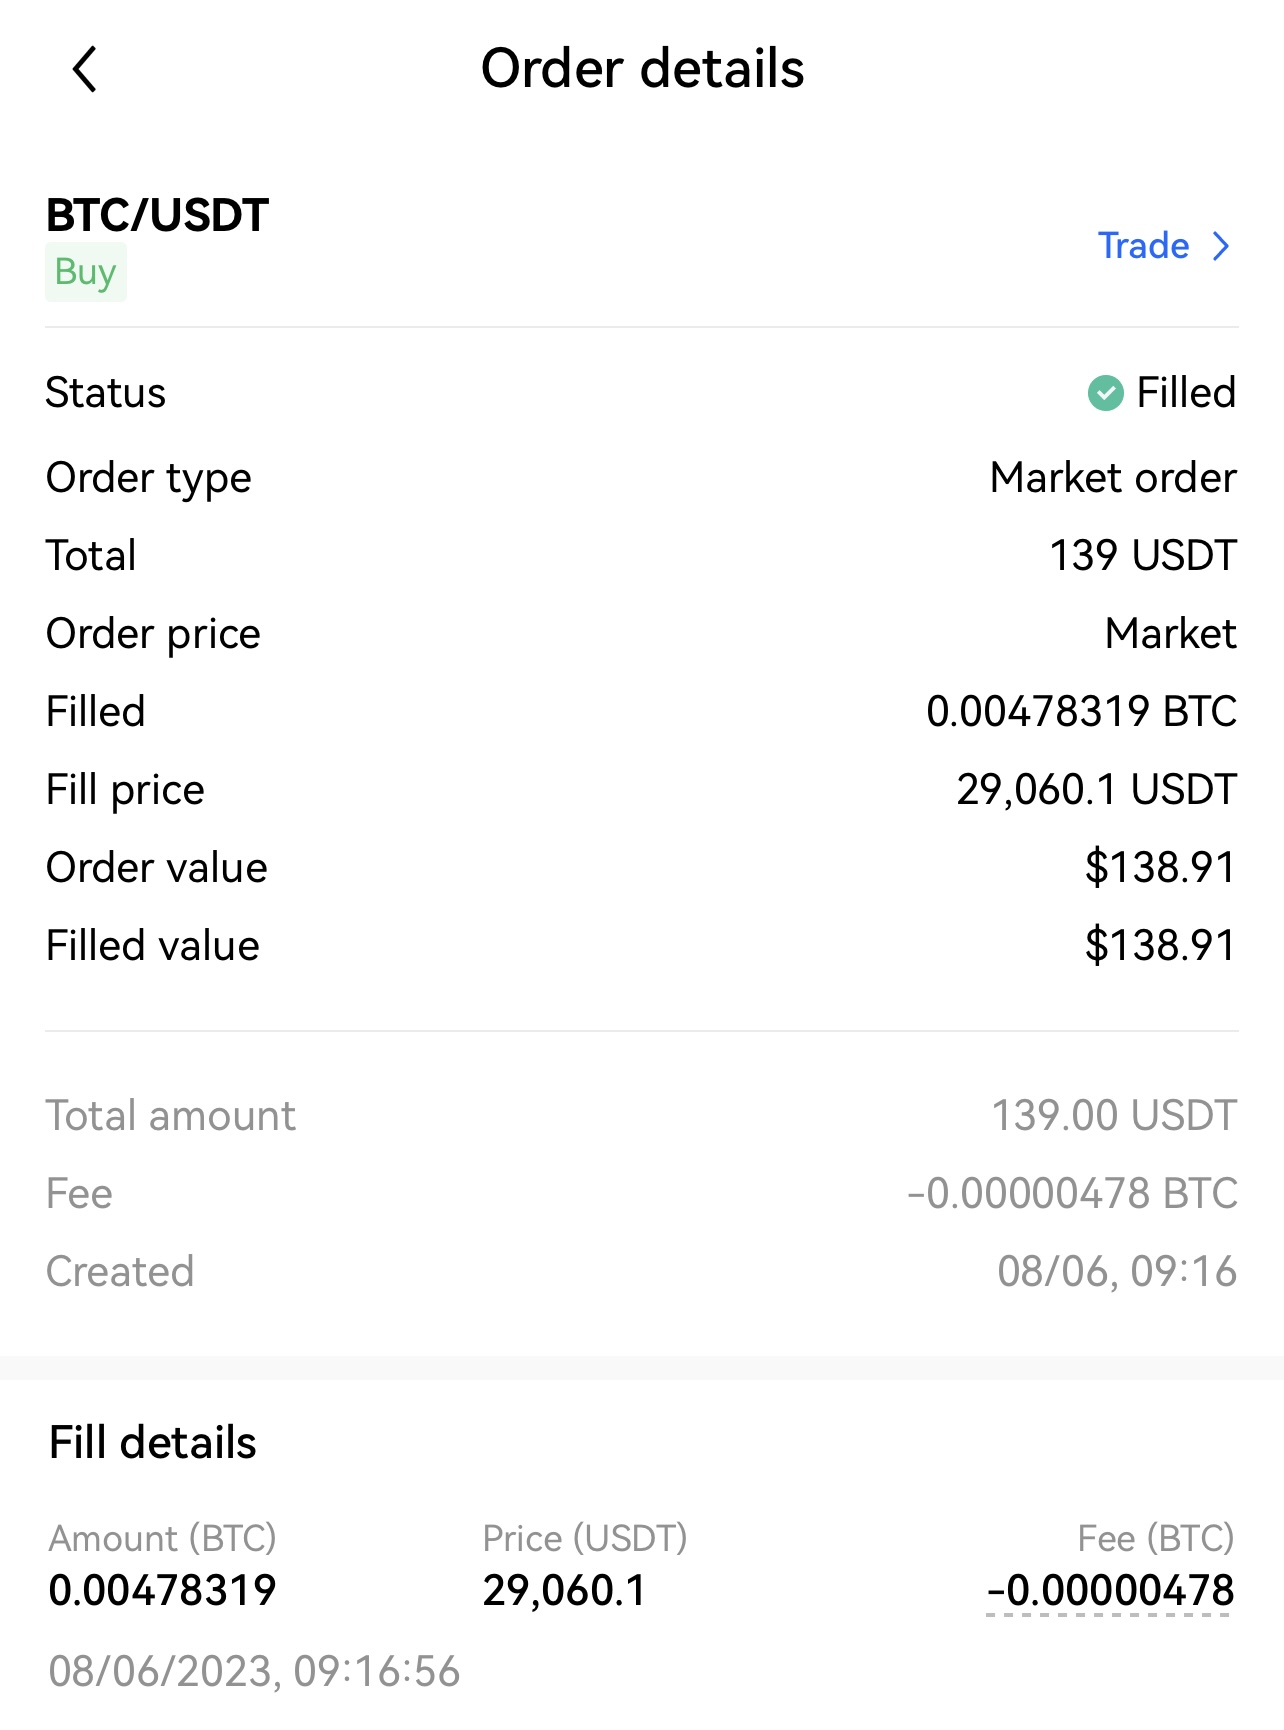 Order details
BTC/USDT
Buy
Trade
Status Filled
Order type Market order
Total 139 USDT
Order price Market
Filled 0.00478319 BTC
Fill price 29,060.1 USDT
Order value $138.91
Filled value $138.91
Total amount 139.00 USDT
Fee -0.00000478 BTC
Created 08/06, 09:16
Fill details
Amount (BTC) Price (USDT) Fee (BTC)
0.00478319 29,060.1 -0.00000478
08/06/2023, 09:16:56